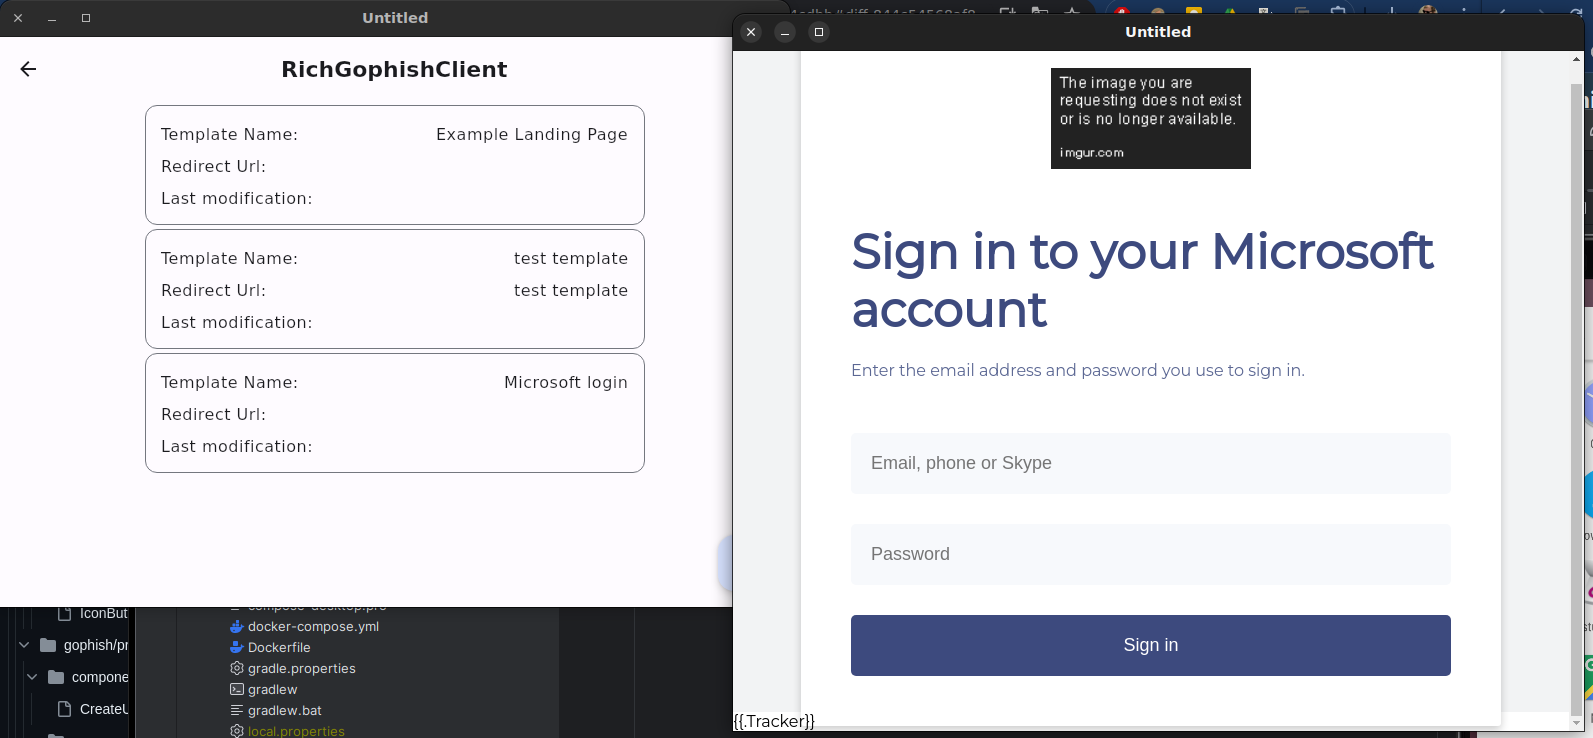 Untitled
RichGophishClient
Template Name: Example Landing Page
Redirect Url:
Last modification:
Template Name: test template
Redirect Url: test template
Last modification:
Template Name: Microsoft login
Redirect Url:
Last modification:
IconBut
gophish/pr
compone
CreateU
docker-compose.yml
Dockerfile
gradle.properties
gradlew
gradlew.bat
local.properties
Untitled
The image you are
requesting does not exist
or is no longer available.
imgur.com
Sign in to your Microsoft
account
Enter the email address and password you use to sign in.
Email, phone or Skype
Password
Sign in
{{.Tracker}}